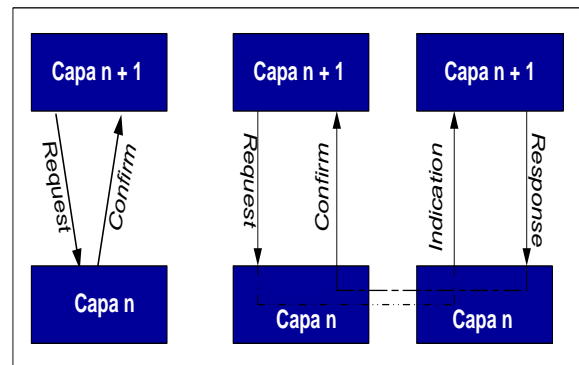 Capa n + 1
Capa n + 1
Capa n + 1
Request
Confirm
Request
Confirm
Indication
Response
Capa n
Capa n
Capa n